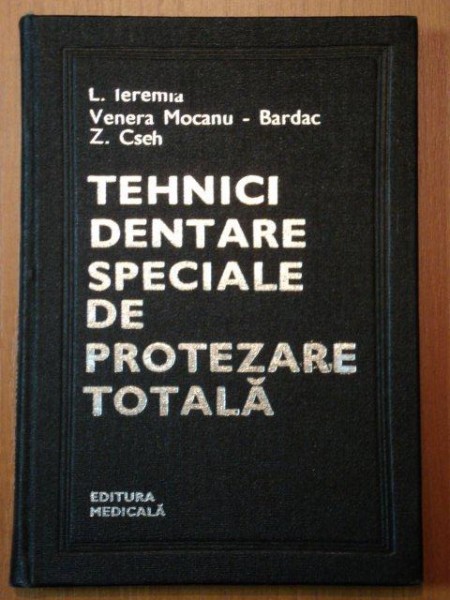 L. Ieremia
Venera Mocanu - Bardac
Z. Cseh
TEHNICI
DENTARE
SPECIALE
DE
PROTEZARE
TOTALĂ
EDITURA
MEDICALĂ